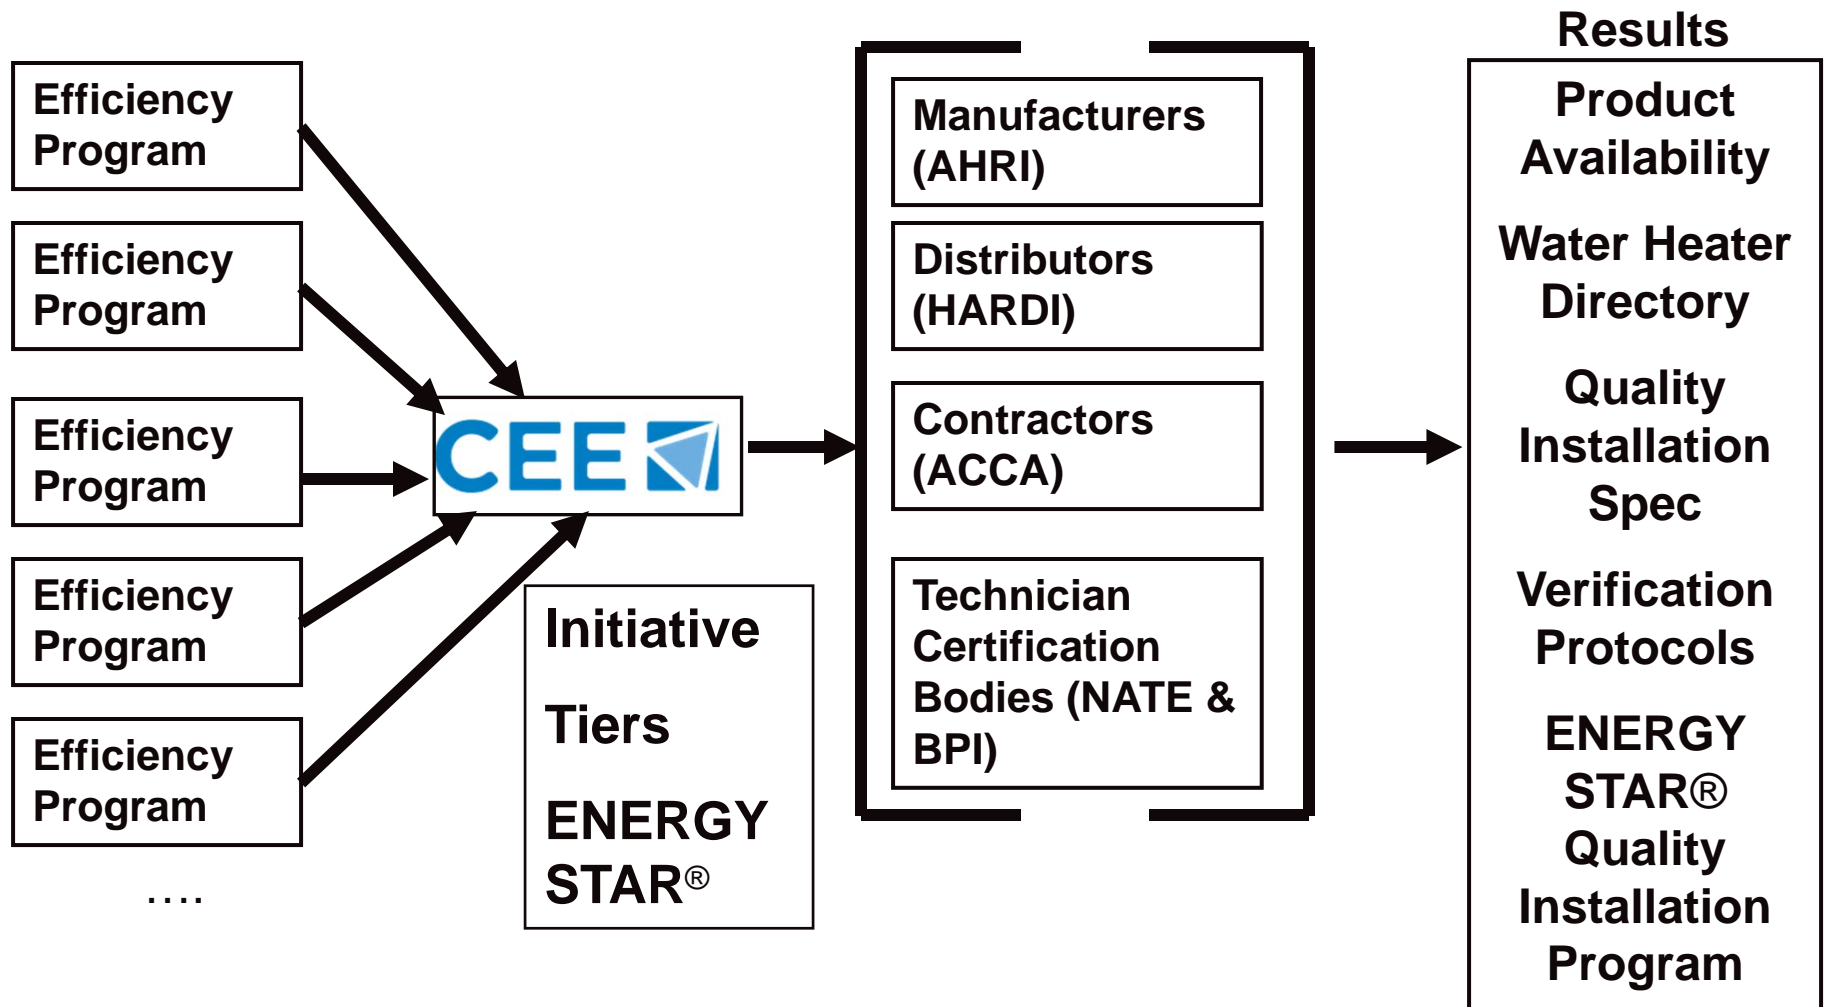 Efficiency
Program
Efficiency
Program
Efficiency
Program
Efficiency
Program
Efficiency
Program
....
CEE
Initiative
Tiers
ENERGY
STAR®
Manufacturers
(AHRI)
Distributors
(HARDI)
Contractors
(ACCA)
Technician
Certification
Bodies (NATE &
BPI)
Results
Product
Availability
Water Heater
Directory
Quality
Installation
Spec
Verification
Protocols
ENERGY
STAR®
Quality
Installation
Program